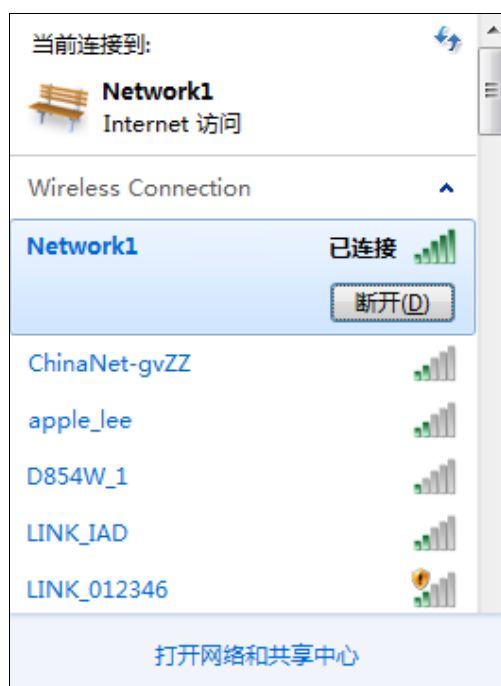 当前连接到:
Network1
Internet 访问
Wireless Connection
Network1 已连接
断开(D)
ChinaNet-gvZZ
apple_lee
D854W_1
LINK_IAD
LINK_012346
打开网络和共享中心